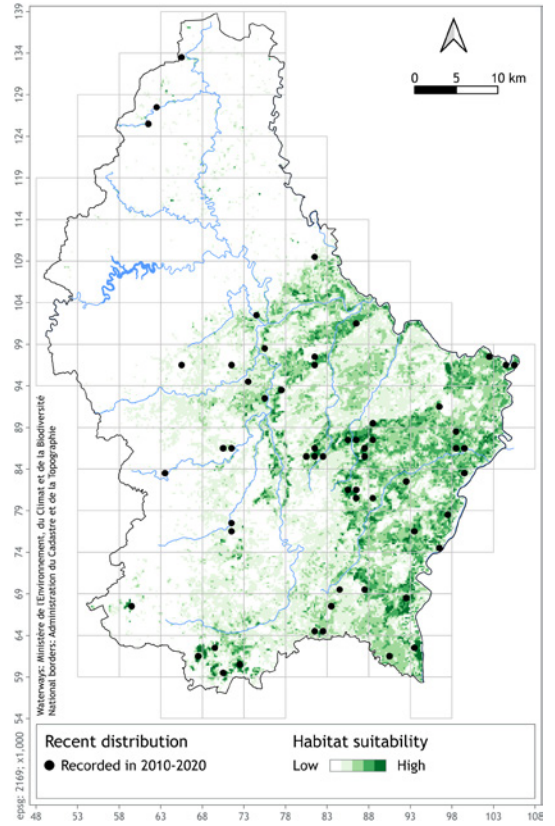 139
134
129
124
119
114
109
104
99
94
89
84
79
74
69
64
59
54
0 5 10 km
Waterways: Ministère de l'Environnement, du Climat et de la Biodiversité
National borders: Administration du Cadastre et de la Topographie
epsg: 2169; x1,000
Recent distribution
Recorded in 2010-2020
Habitat suitability
Low High
48 53 58 63 68 73 78 83 88 93 98 103 108